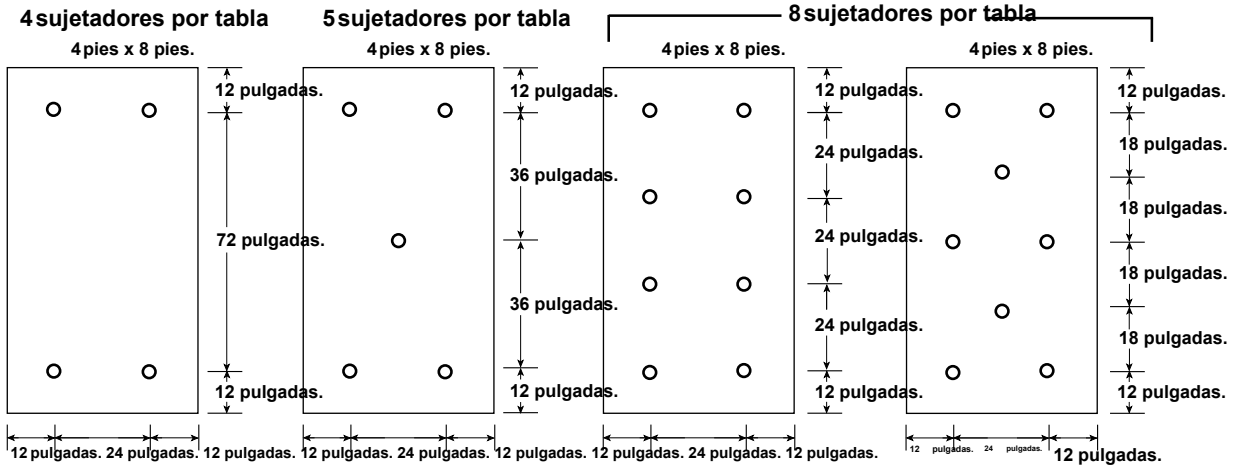 4 sujetadores por tabla
4 pies x 8 pies.
12 pulgadas.
72 pulgadas.
12 pulgadas.
12 pulgadas. 24 pulgadas. 12 pulgadas.
5 sujetadores por tabla
4 pies x 8 pies.
12 pulgadas.
36 pulgadas.
36 pulgadas.
12 pulgadas.
12 pulgadas. 24 pulgadas. 12 pulgadas.
8 sujetadores por tabla
4 pies x 8 pies.
12 pulgadas.
24 pulgadas.
24 pulgadas.
24 pulgadas.
12 pulgadas.
12 pulgadas. 24 pulgadas. 12 pulgadas.
4 pies x 8 pies.
12 pulgadas.
18 pulgadas.
18 pulgadas.
18 pulgadas.
18 pulgadas.
12 pulgadas.
12 pulgadas. 24 pulgadas. 12 pulgadas.